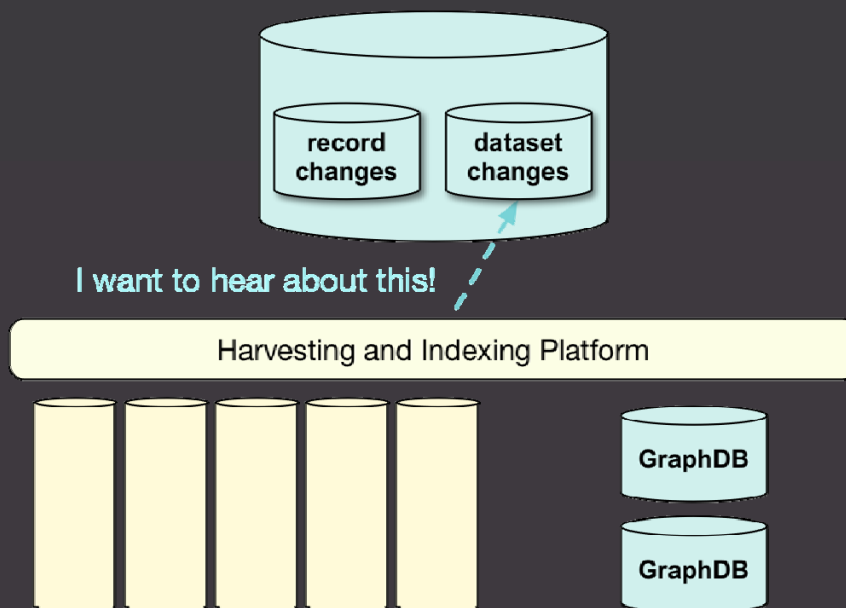 record
changes
dataset
changes
I want to hear about this!
Harvesting and Indexing Platform
GraphDB
GraphDB